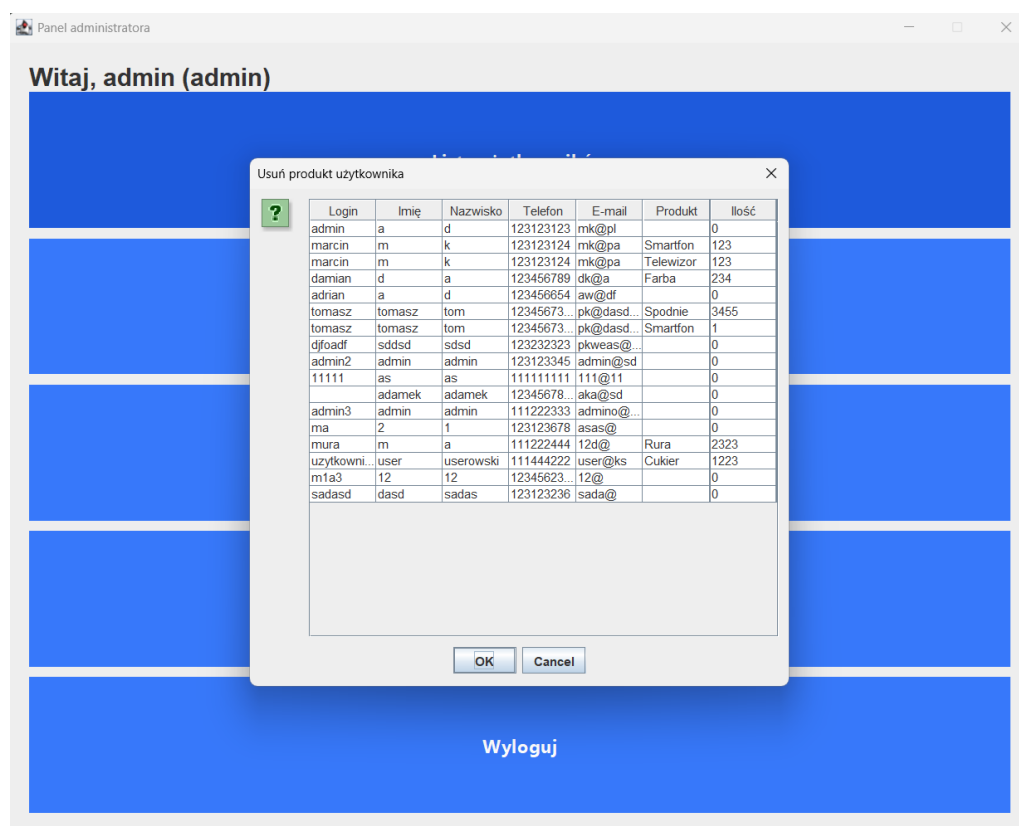 Panel administratora
Witaj, admin (admin)
Usuń produkt użytkownika
?
Login Imię Nazwisko Telefon E-mail Produkt Ilość
admin a d 123123123 mk@pl 0
marcin m k 123123124 mk@pa Smartfon 123
marcin m k 123123124 mk@pa Telewizor 123
damian d a 123456789 dk@a Farba 234
adrian a d 123456654 aw@df 0
tomasz tomasz tom 12345673... pk@dasd... Spodnie 3455
tomasz tomasz tom 12345673... pk@dasd... Smartfon 1
djfoadf sddsd sdsd 123232323 pkweas@... 0
admin2 admin admin 123123345 admin@sd 0
11111 as as 111111111 111@11 0
adamek adamek 12345678... aka@sd 0
admin3 admin admin 111222333 admino@... 0
ma 2 1 123123678 asas@ 0
mura m a 111222444 12d@ Rura 2323
uzytkowni... user userowski 111444222 user@ks Cukier 1223
m1a3 12 12 12345623... 12@ 0
sadasd dasd sadas 123123236 sada@ 0
OK Cancel
Wyloguj